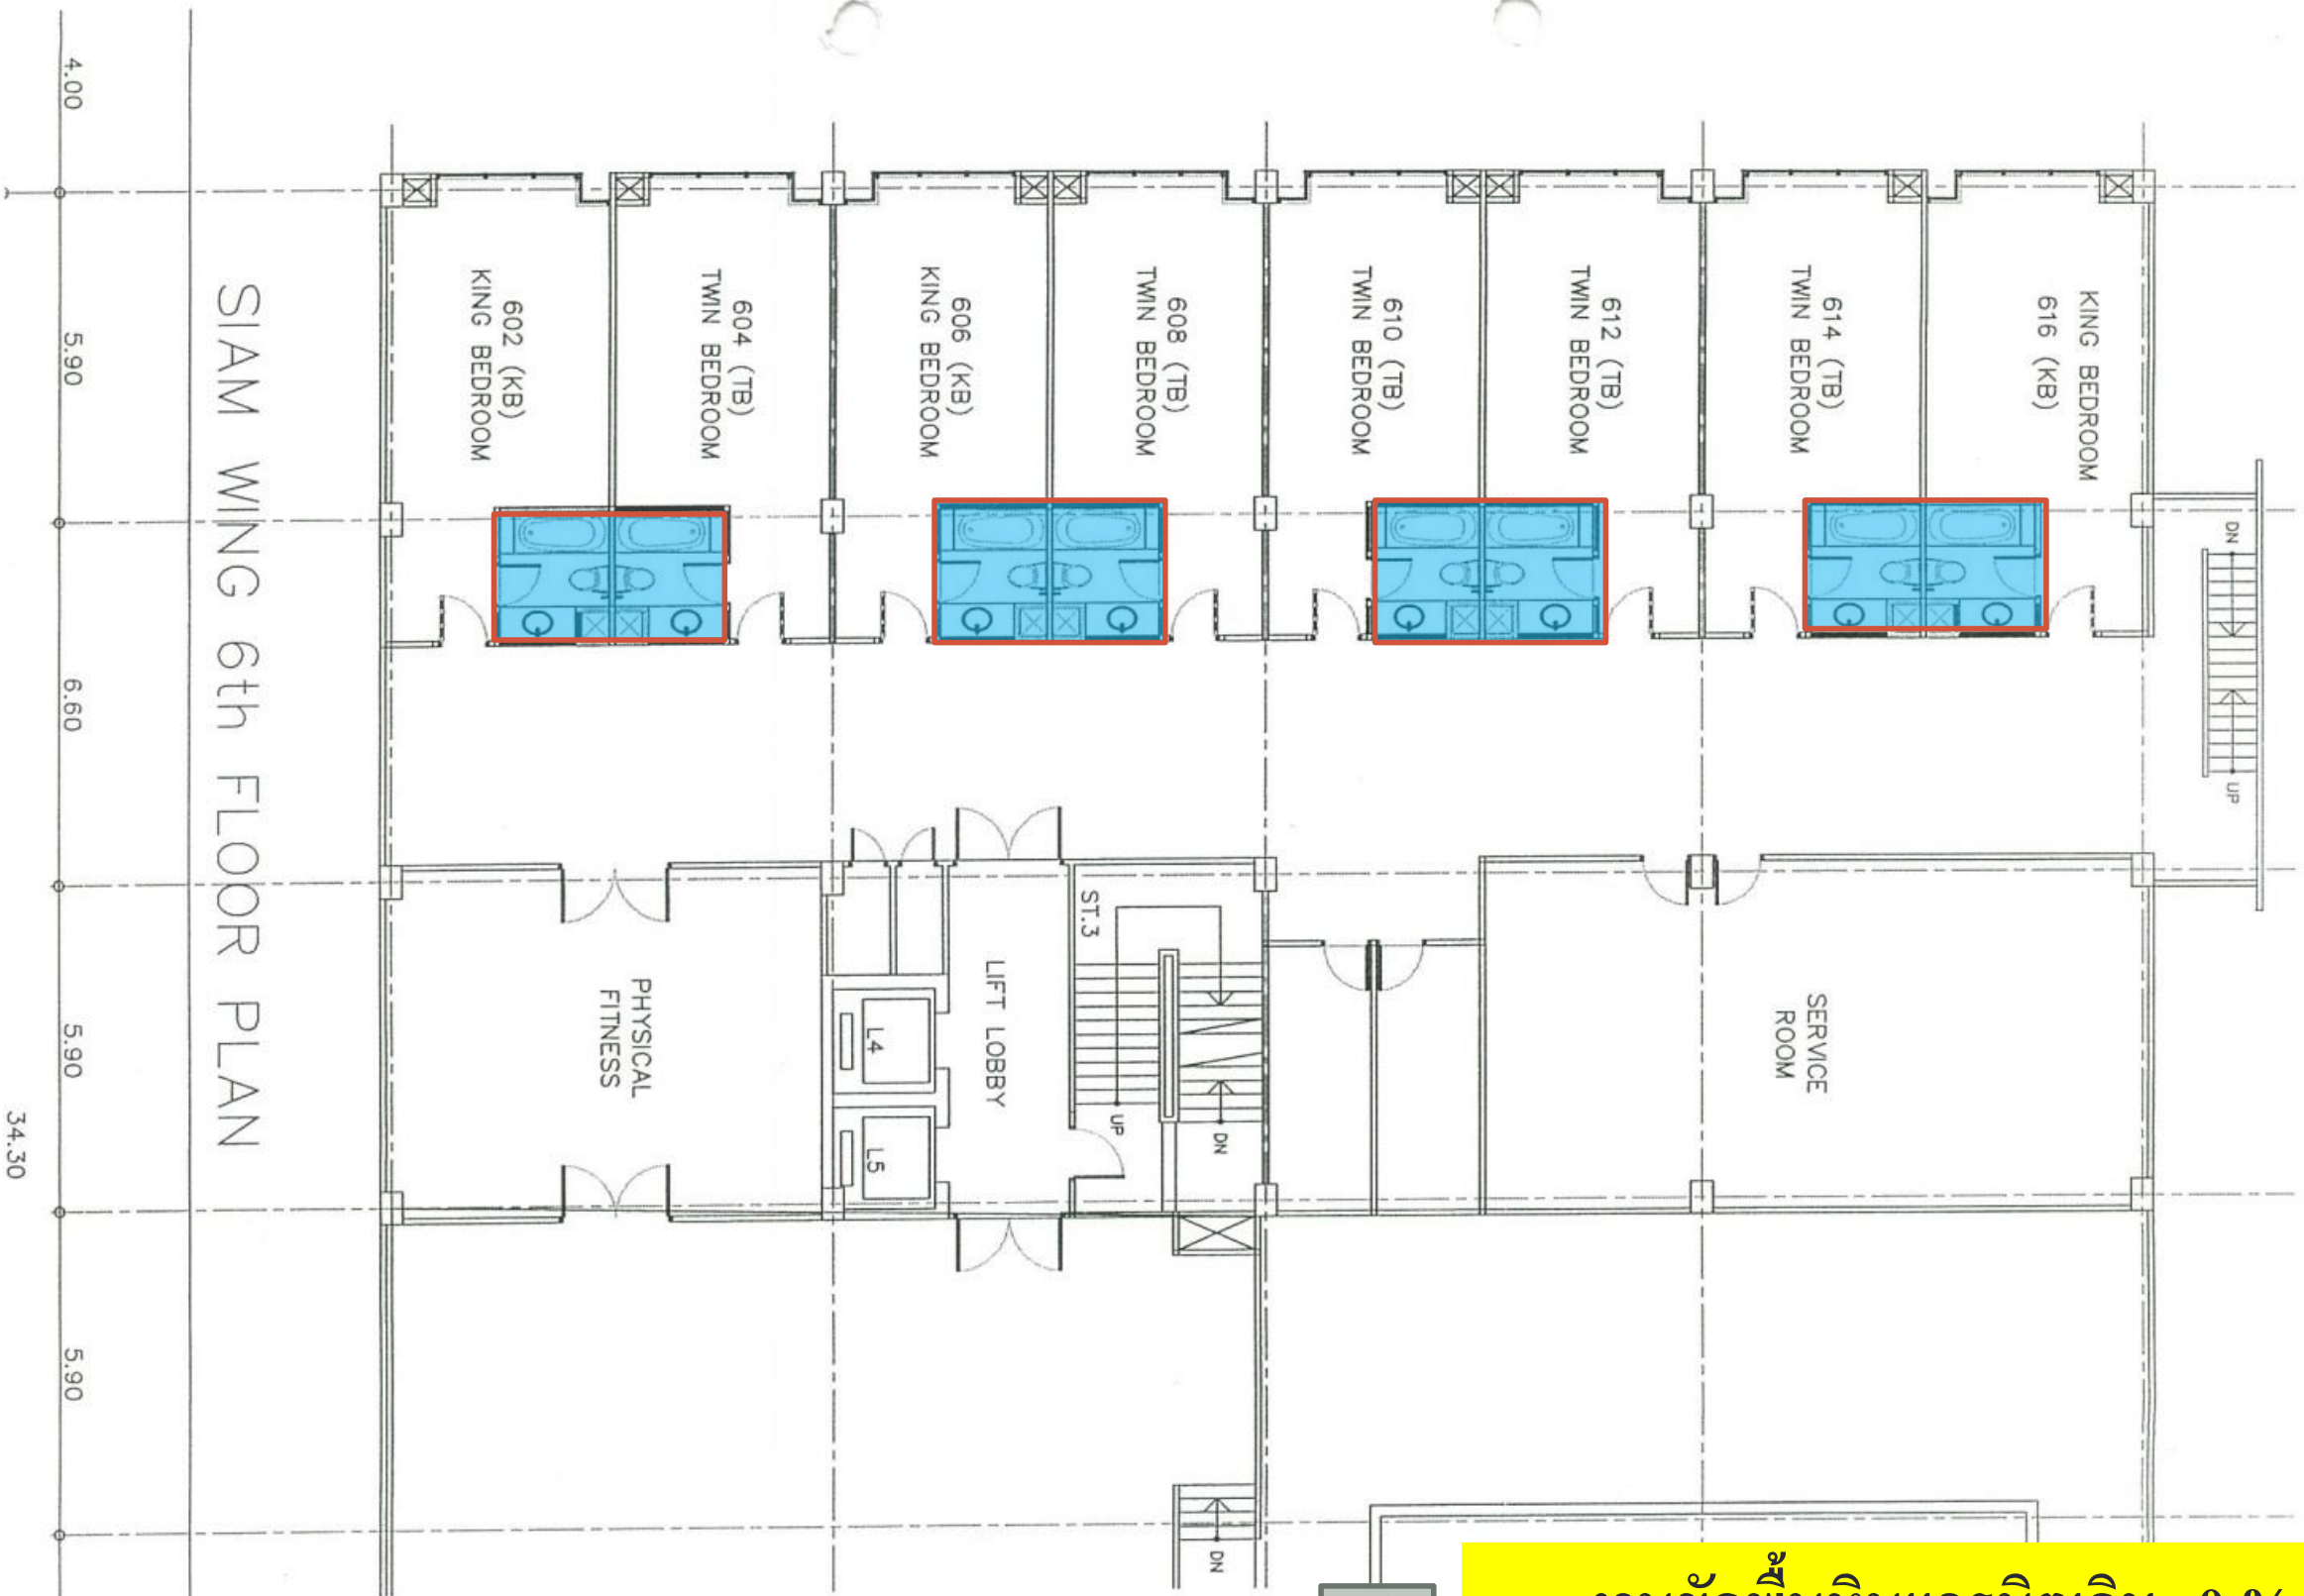 4.00
5.90
6.60
5.90
5.90
34.30
SIAM WING 6th FLOOR PLAN
602 (KB)
KING BEDROOM
604 (TB)
TWIN BEDROOM
606 (KB)
KING BEDROOM
608 (TB)
TWIN BEDROOM
610 (TB)
TWIN BEDROOM
612 (TB)
TWIN BEDROOM
614 (TB)
TWIN BEDROOM
KING BEDROOM
616 (KB)
DN
UP
PHYSICAL
FITNESS
L4
L5
LIFT LOBBY
ST.3
UP
DN
SERVICE
ROOM
DN